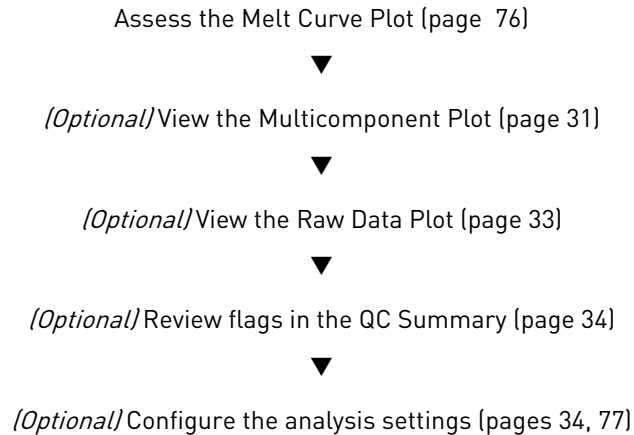 Assess the Melt Curve Plot (page 76)
▼
(Optional) View the Multicomponent Plot (page 31)
▼
(Optional) View the Raw Data Plot (page 33)
▼
(Optional) Review flags in the QC Summary (page 34)
▼
(Optional) Configure the analysis settings (pages 34, 77)